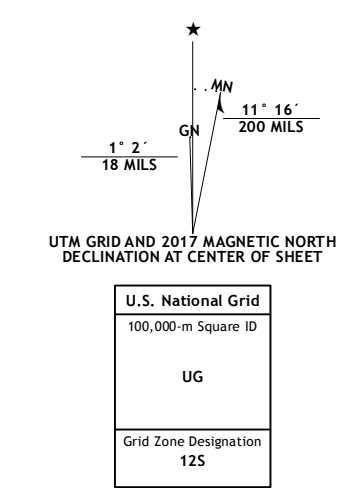 ★
MN
11° 16´
200 MILS
GN
1° 2´
18 MILS
UTM GRID AND 2017 MAGNETIC NORTH
DECLINATION AT CENTER OF SHEET
U.S. National Grid
100,000-m Square ID
UG
Grid Zone Designation
12S